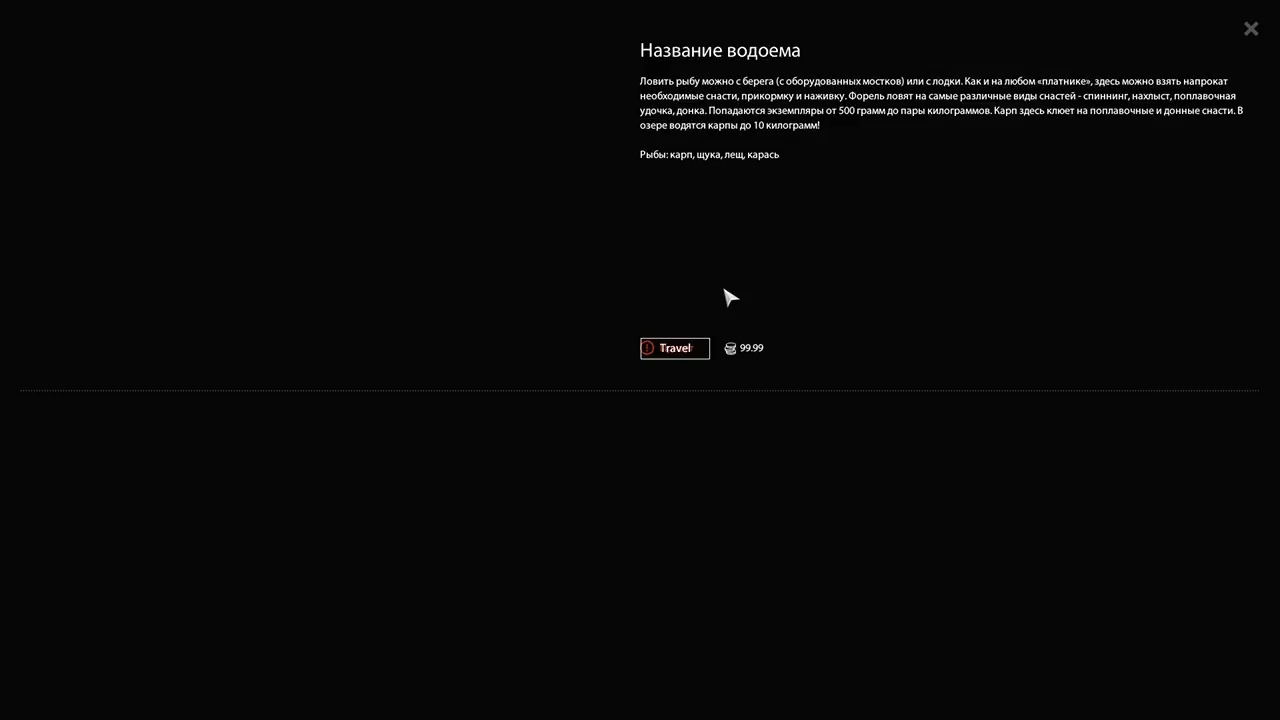 Название водоема
Ловить рыбу можно с берега (с оборудованных мостков) или с лодки. Как и на любом «платнике», здесь можно взять напрокат
необходимые снасти, прикормку и наживку. Форель ловят на самые различные виды снастей - спиннинг, нахлыст, поплавочная
удочка, донка. Попадаются экземпляры от 500 грамм до пары килограммов. Карп здесь клюет на поплавочные и донные снасти. В
озере водятся карпы до 10 килограмм!
Рыбы: карп, щука, лещ, карась
Travel 99.99